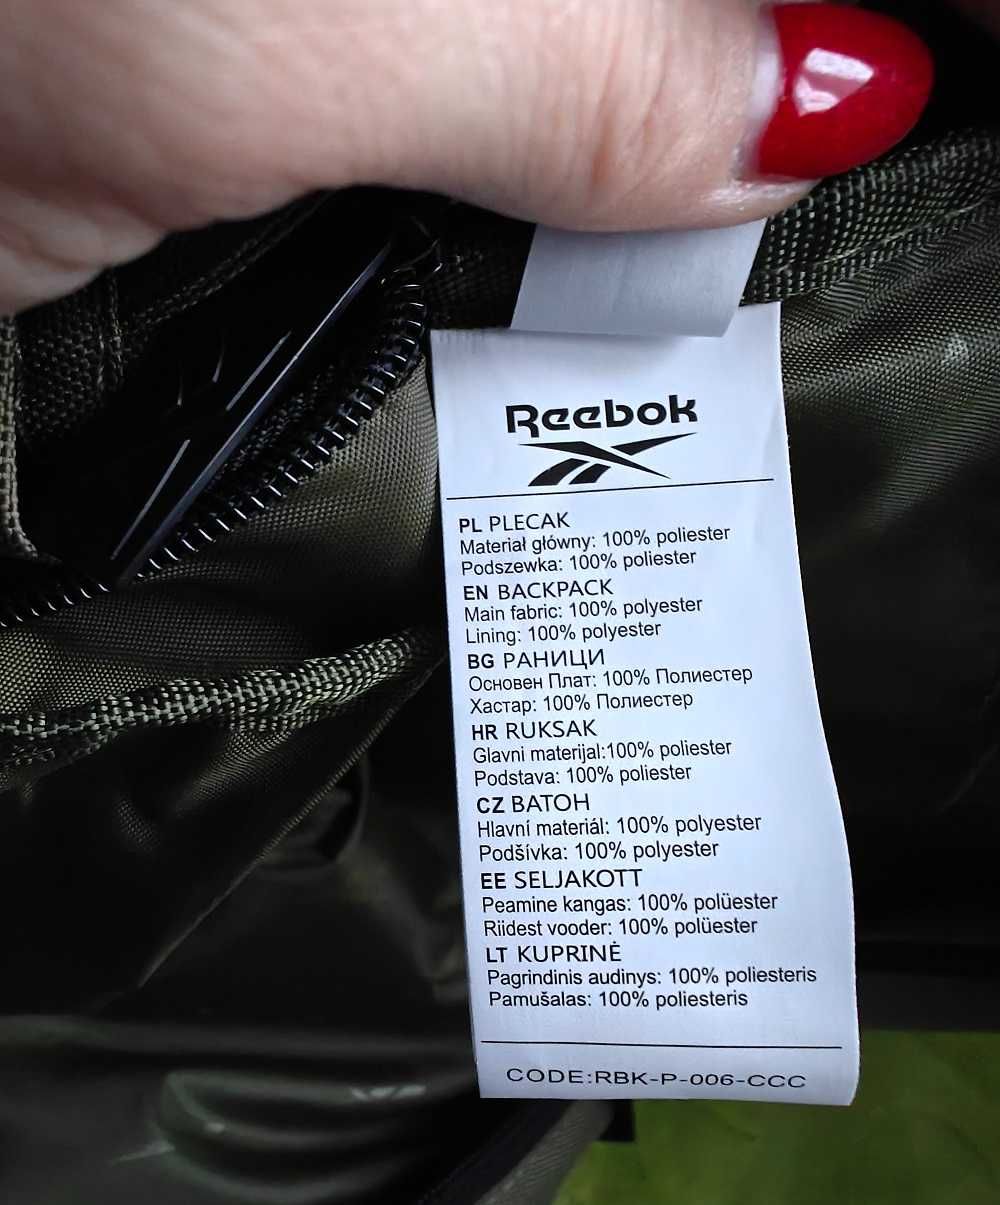 Reebok
PL PLECAK
Materiał główny: 100% poliester
Podszewka: 100% poliester
EN BACKPACK
Main fabric: 100% polyester
Lining: 100% polyester
BG РАНИЦИ
Основен Плат: 100% Полиестер
Хастар: 100% Полиестер
HR RUKSAK
Glavni materijal:100% poliester
Podstava: 100% poliester
CZ BATOH
Hlavní materiál: 100% polyester
Podšívka: 100% polyester
EE SELJAKOTT
Peamine kangas: 100% polüester
Riidest vooder: 100% polüester
LT KUPRINĖ
Pagrindinis audinys: 100% poliesteris
Pamušalas: 100% poliesteris
CODE:RBK-P-006-CCC